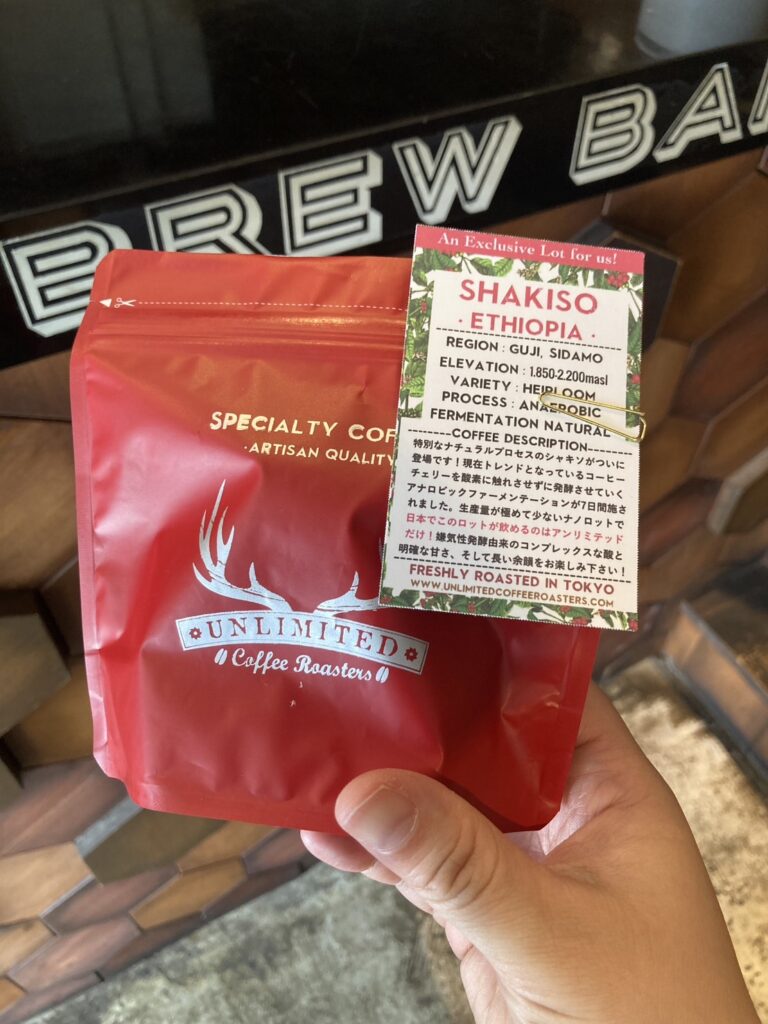 BREW BA
SPECIALTY COF
·ARTISAN QUALITY
UNLIMITED
Coffee Roasters
An Exclusive Lot for us!
SHAKISO
· ETHIOPIA ·
REGION : GUJI, SIDAMO
ELEVATION : 1.850-2.200masl
VARIETY : HEIRLOOM
PROCESS : ANAEROBIC
FERMENTATION NATURAL
COFFEE DESCRIPTION
特別なナチュラルプロセスのシャキソがついに
登場です！現在トレンドとなっているコーヒー
チェリーを酸素に触れさせずに発酵させていく
アナロビックファーメンテーションが7日間施さ
れました。生産量が極めて少ないナノロットで
日本でこのロットが飲めるのはアンリミテッド
だけ！嫌気性発酵由来のコンプレックスな酸と
明確な甘さ、そして長い余韻をお楽しみ下さい！
FRESHLY ROASTED IN TOKYO
WWW.UNLIMITEDCOFFEEROASTERS.COM